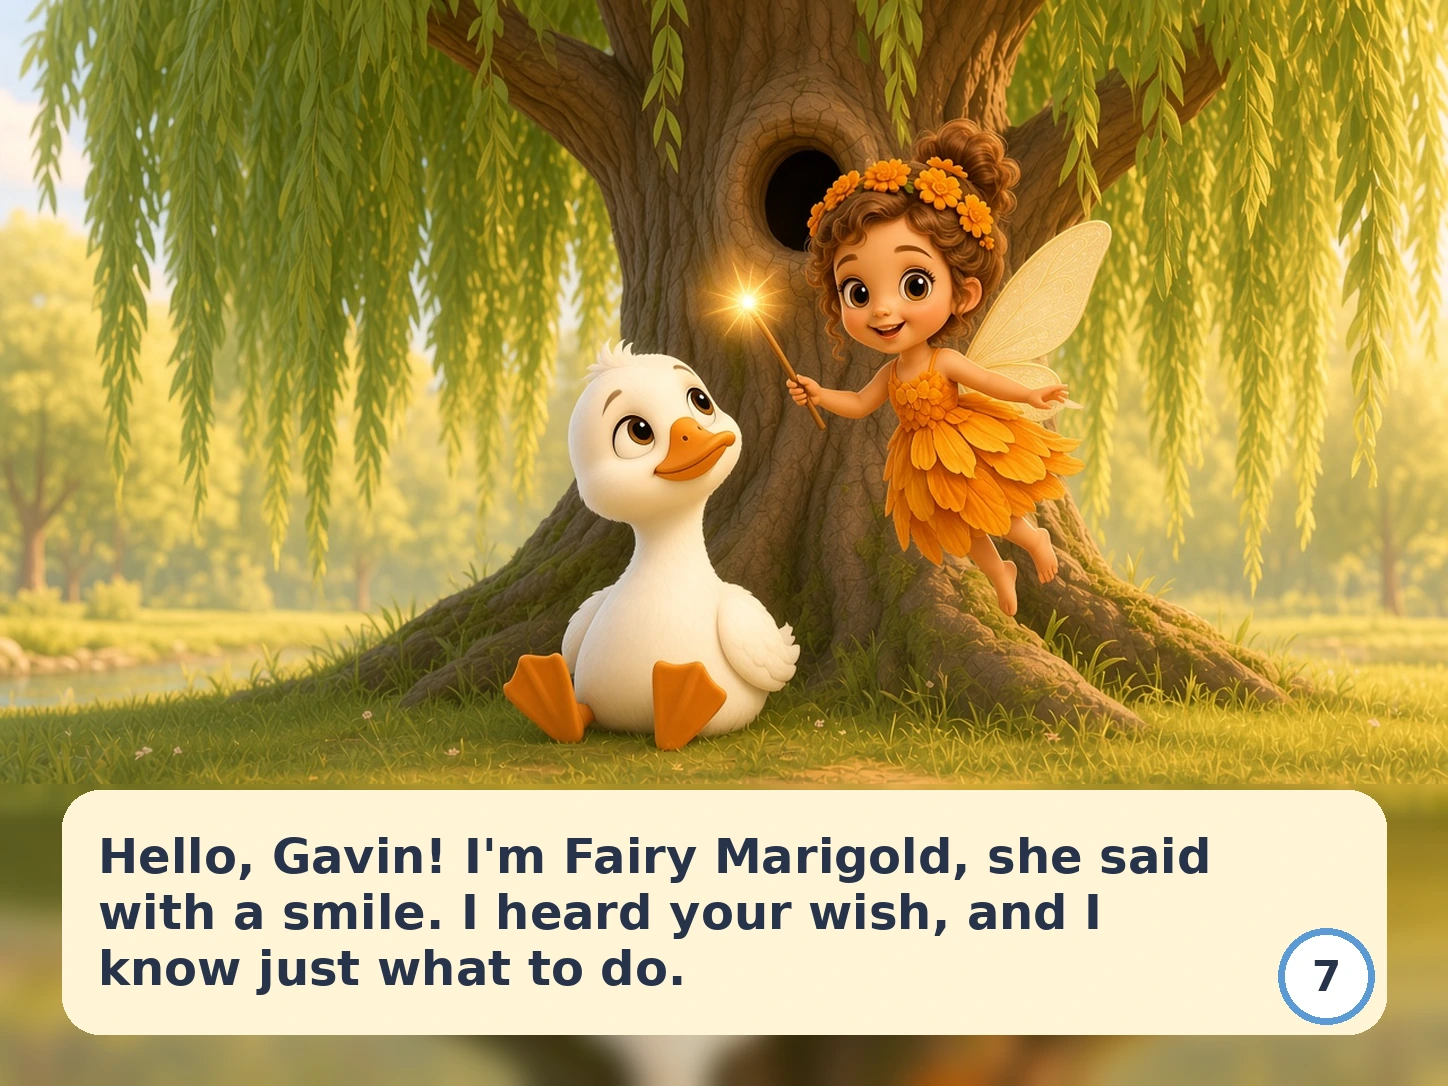 Hello, Gavin! I'm Fairy Marigold, she said
with a smile. I heard your wish, and I
know just what to do.
7